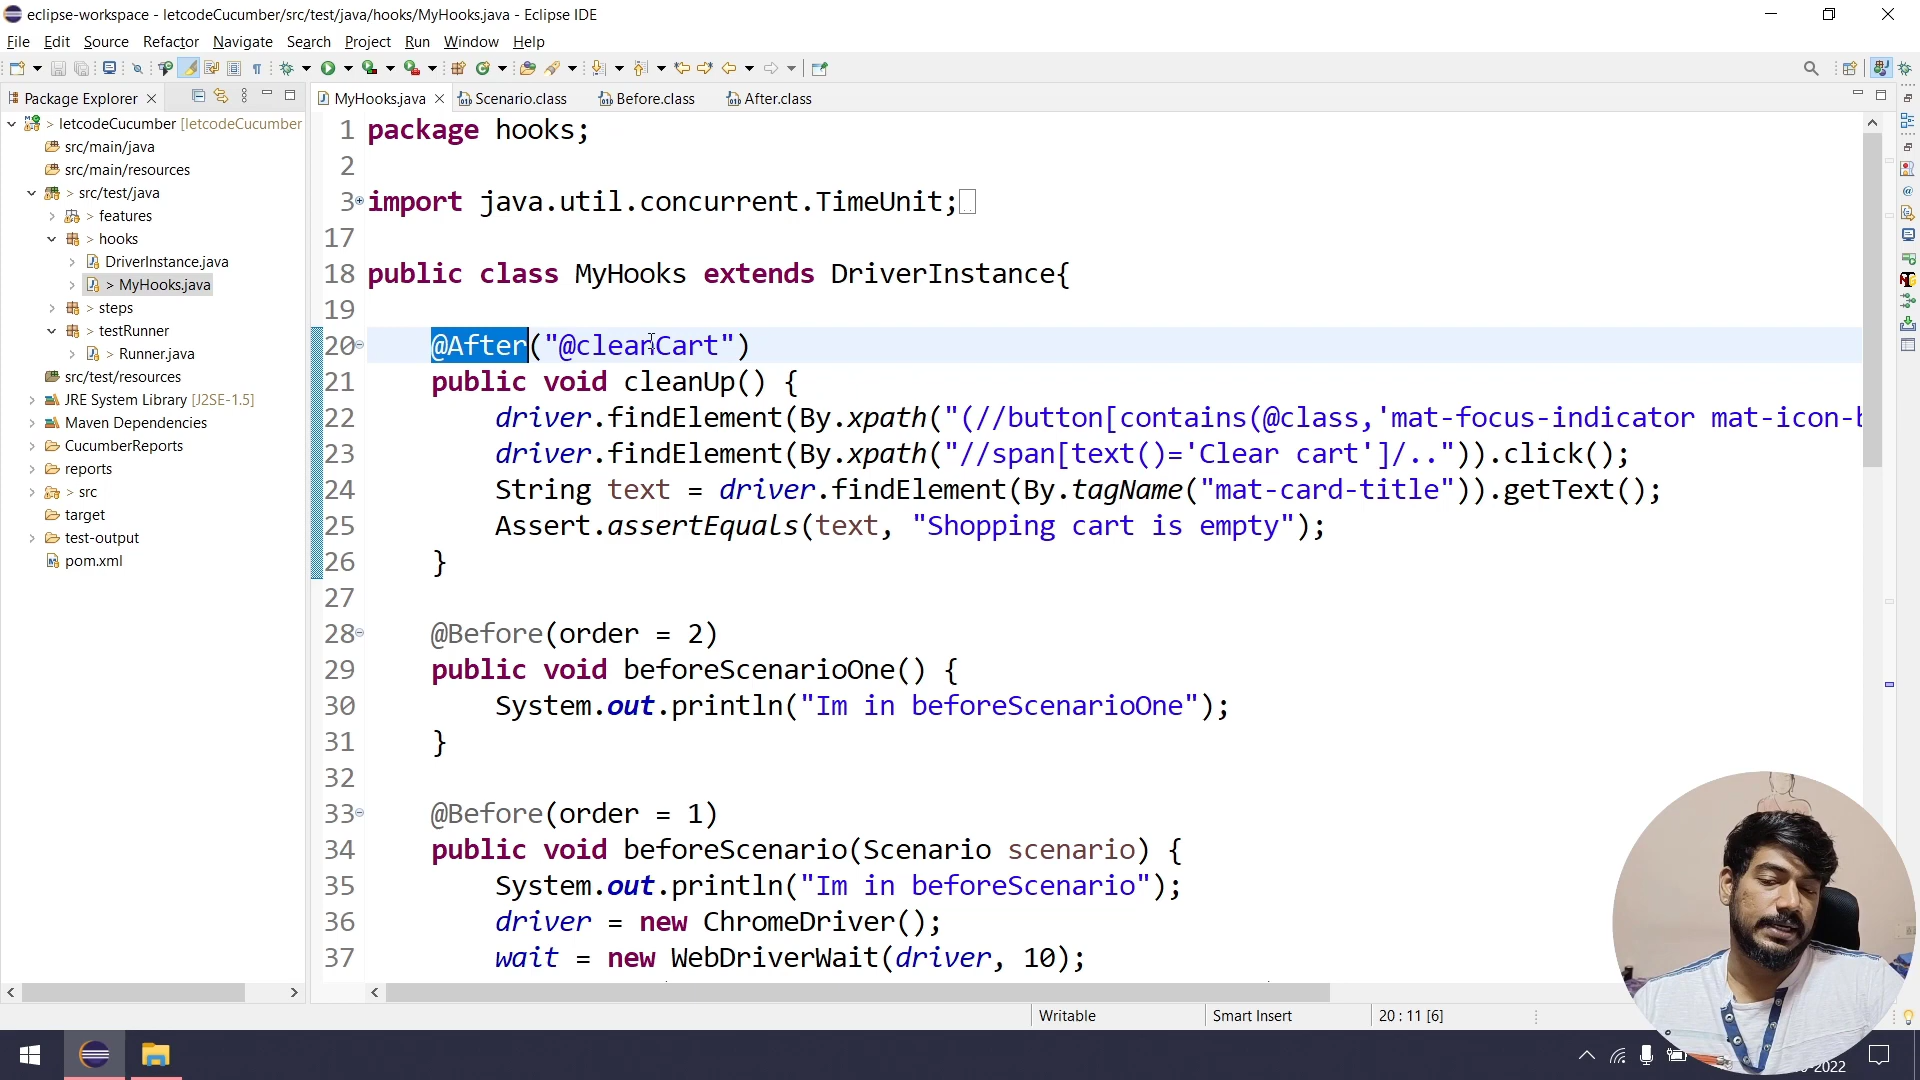 eclipse-workspace - letcodeCucumber/src/test/java/hooks/MyHooks.java - Eclipse IDE
File Edit Source Refactor Navigate Search Project Run Window Help
Package Explorer
MyHooks.java Scenario.class Before.class After.class
> letcodeCucumber [letcodeCucumber
src/main/java
src/main/resources
> src/test/java
> features
> hooks
DriverInstance.java
> MyHooks.java
> steps
> testRunner
> Runner.java
src/test/resources
JRE System Library [J2SE-1.5]
Maven Dependencies
CucumberReports
reports
> src
target
test-output
pom.xml
1 package hooks;
2
3 import java.util.concurrent.TimeUnit;
17
18 public class MyHooks extends DriverInstance{
19
20 @After("@clearCart")
21 public void cleanUp() {
22 driver.findElement(By.xpath("(//button[contains(@class,'mat-focus-indicator mat-icon-b
23 driver.findElement(By.xpath("//span[text()='Clear cart']/..")).click();
24 String text = driver.findElement(By.tagName("mat-card-title")).getText();
25 Assert.assertEquals(text, "Shopping cart is empty");
26 }
27
28 @Before(order = 2)
29 public void beforeScenarioOne() {
30 System.out.println("Im in beforeScenarioOne");
31 }
32
33 @Before(order = 1)
34 public void beforeScenario(Scenario scenario) {
35 System.out.println("Im in beforeScenario");
36 driver = new ChromeDriver();
37 wait = new WebDriverWait(driver, 10);
Writable Smart Insert 20 : 11 [6]
-2022